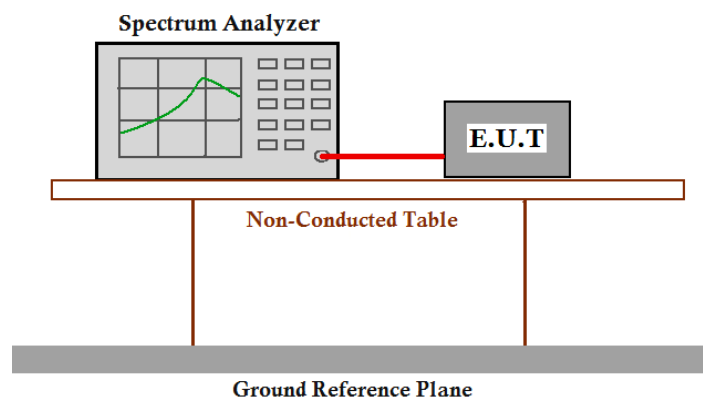 Spectrum Analyzer
E.U.T
Non-Conducted Table
Ground Reference Plane